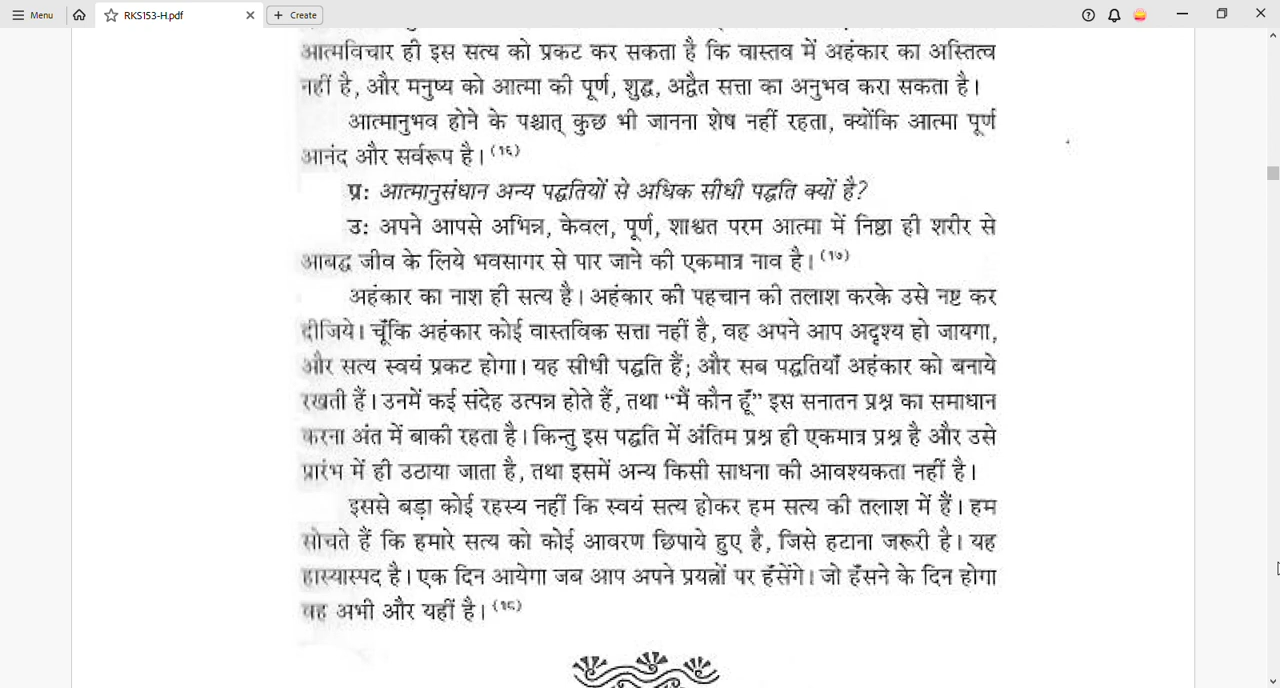 Menu
RKS153-H.pdf
Create
आत्मविचार ही इस सत्य को प्रकट कर सकता है कि वास्तव में अहंकार का अस्तित्व
नहीं है, और मनुष्य को आत्मा की पूर्ण, शुद्ध, अद्वैत सत्ता का अनुभव करा सकता है।
आत्मानुभव होने के पश्चात् कुछ भी जानना शेष नहीं रहता, क्योंकि आत्मा पूर्ण
आनंद और सर्वरूप है। (१६)
प्र: आत्मानुसंधान अन्य पद्धतियों से अधिक सीधी पद्धति क्यों है?
उ: अपने आपसे अभिन्न, केवल, पूर्ण, शाश्वत परम आत्मा में निष्ठा ही शरीर से
आबद्ध जीव के लिये भवसागर से पार जाने की एकमात्र नाव है। (१७)
अहंकार का नाश ही सत्य है। अहंकार की पहचान की तलाश करके उसे नष्ट कर
दीजिये। चूँकि अहंकार कोई वास्तविक सत्ता नहीं है, वह अपने आप अदृश्य हो जायगा,
और सत्य स्वयं प्रकट होगा। यह सीधी पद्धति हैं; और सब पद्धतियाँ अहंकार को बनाये
रखती हैं। उनमें कई संदेह उत्पन्न होते हैं, तथा “मैं कौन हूँ” इस सनातन प्रश्न का समाधान
करना अंत में बाकी रहता है। किन्तु इस पद्धति में अंतिम प्रश्न ही एकमात्र प्रश्न है और उसे
प्रारंभ में ही उठाया जाता है, तथा इसमें अन्य किसी साधना की आवश्यकता नहीं है।
इससे बड़ा कोई रहस्य नहीं कि स्वयं सत्य होकर हम सत्य की तलाश में हैं। हम
सोचते हैं कि हमारे सत्य को कोई आवरण छिपाये हुए है, जिसे हटाना जरूरी है। यह
हास्यास्पद है। एक दिन आयेगा जब आप अपने प्रयत्नों पर हँसेंगे। जो हँसने के दिन होगा
वह अभी और यहीं है। (१८)